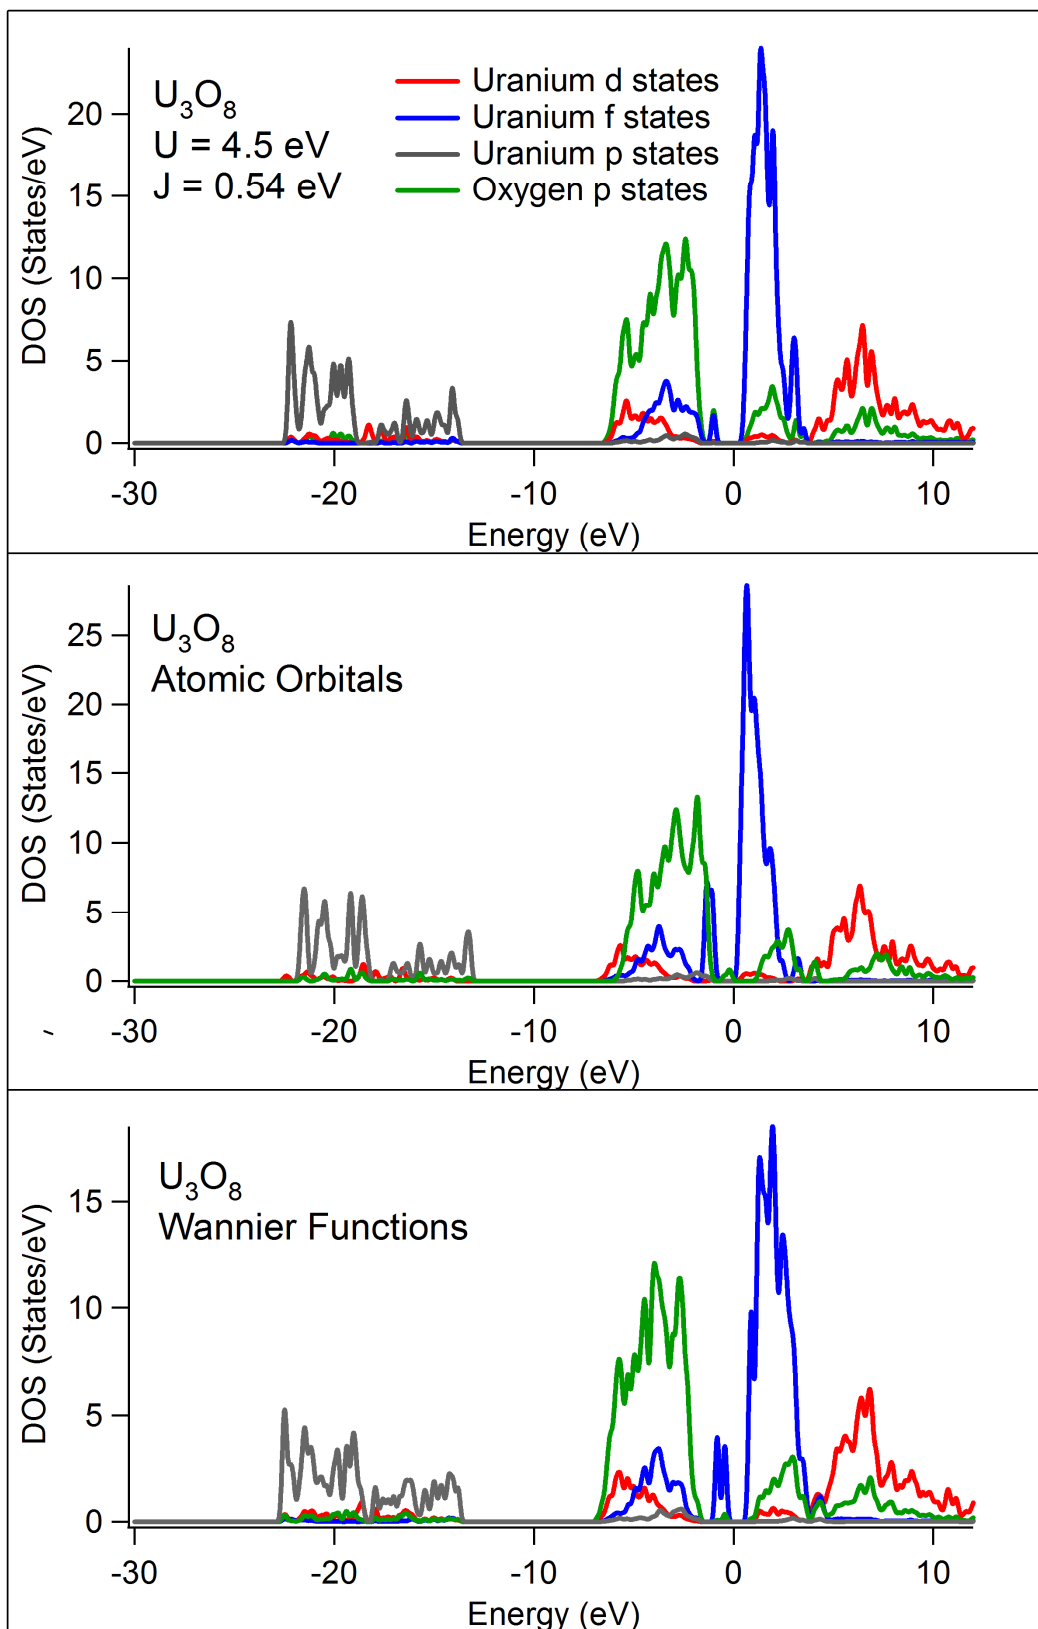 U3O8
U = 4.5 eV
J = 0.54 eV
Uranium d states
Uranium f states
Uranium p states
Oxygen p states
DOS (States/eV)
20
15
10
5
0
-30 -20 -10 0 10
Energy (eV)
U3O8
Atomic Orbitals
DOS (States/eV)
25
20
15
10
5
0
-30 -20 -10 0 10
Energy (eV)
U3O8
Wannier Functions
DOS (States/eV)
15
10
5
0
-30 -20 -10 0 10
Energy (eV)